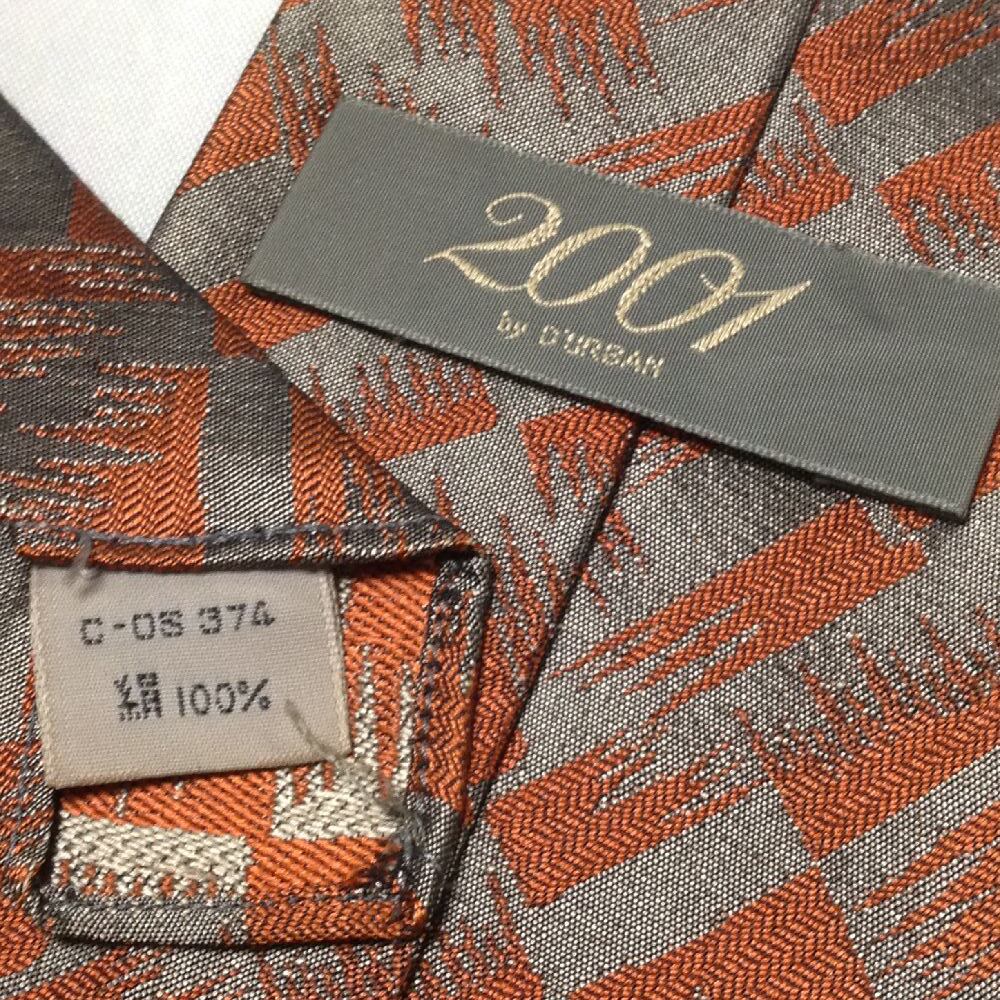 2001
by D'URBAN
C-OS 374
絹 100%